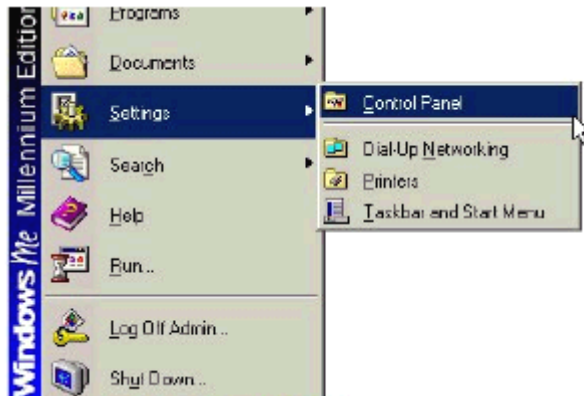 Programs
Documents
Settings
Search
Help
Run...
Log Off Admin...
Shut Down...
Control Panel
Dial-Up Networking
Printers
Taskbar and Start Menu
Windows Me Millennium Edition